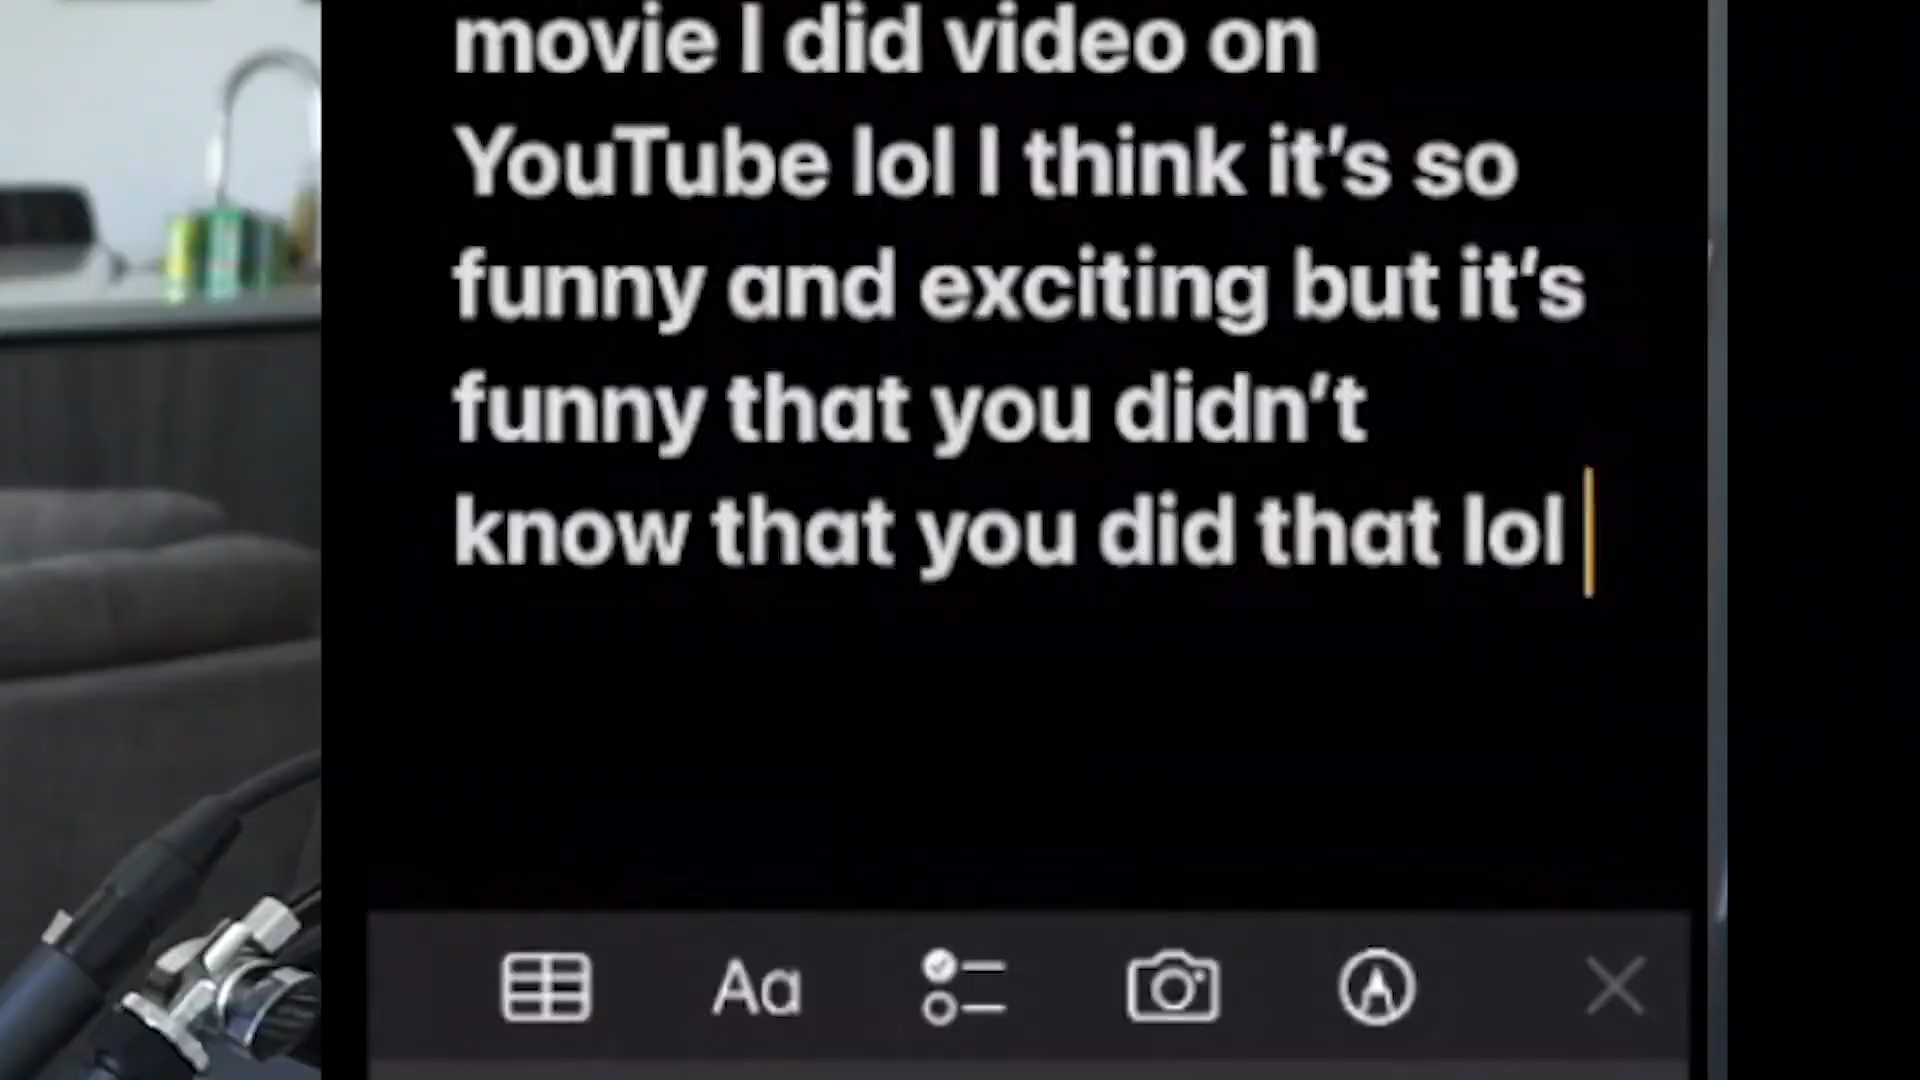 movie I did video on
YouTube lol I think it's so
funny and exciting but it's
funny that you didn't
know that you did that lol
Aa